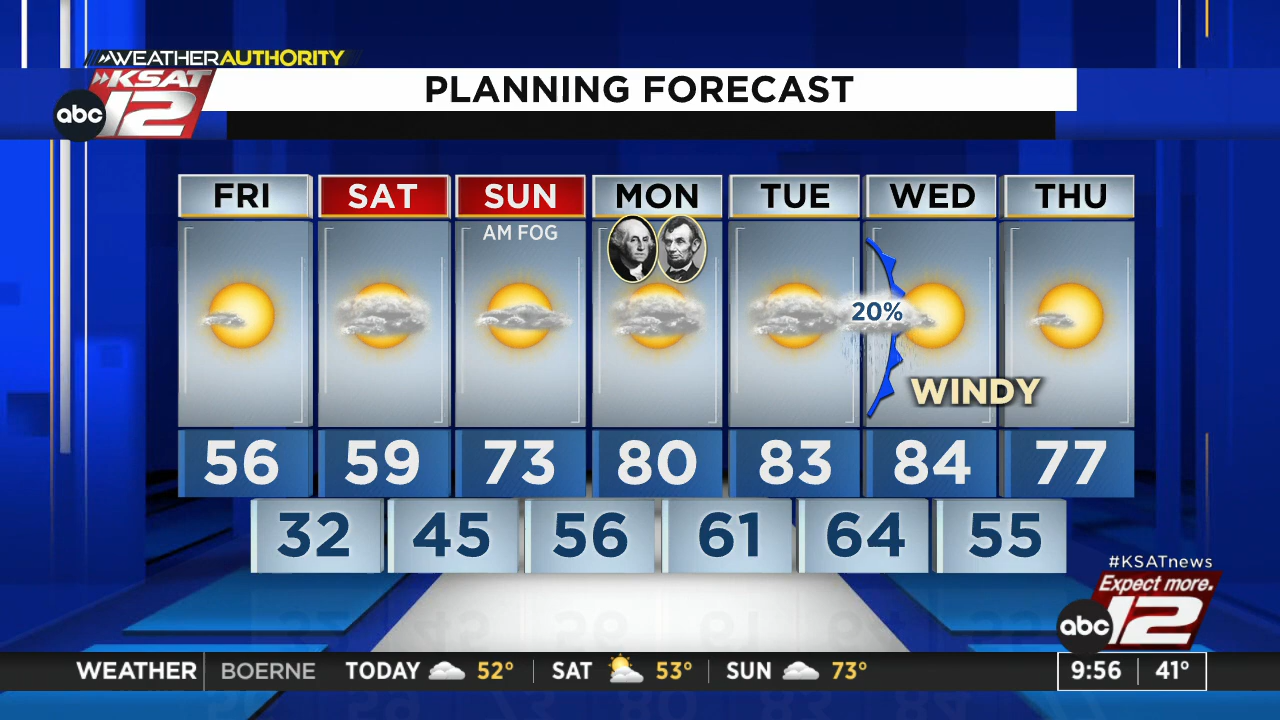 WEATHERAUTHORITY
KSAT
abc 12
PLANNING FORECAST
FRI SAT SUN MON TUE WED THU
AM FOG
20%
WINDY
56 59 73 80 83 84 77
32 45 56 61 64 55
#KSATnews
Expect more.
abc 12
WEATHER BOERNE TODAY 52° SAT 53° SUN 73° 9:56 41°